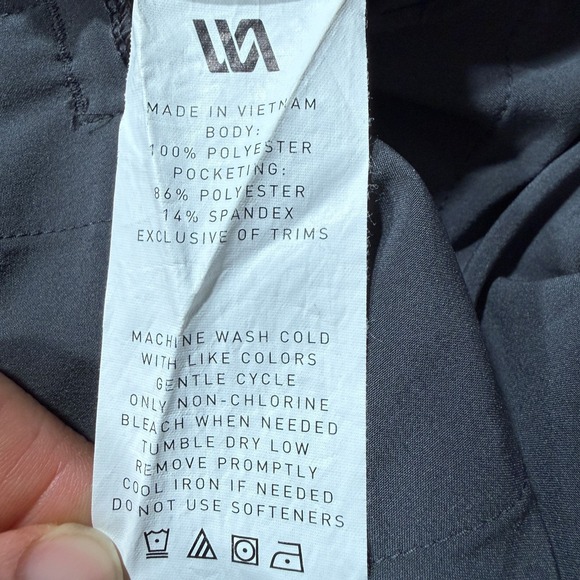 MADE IN VIETNAM
BODY:
100% POLYESTER
POCKETING:
86% POLYESTER
14% SPANDEX
EXCLUSIVE OF TRIMS
MACHINE WASH COLD
WITH LIKE COLORS
GENTLE CYCLE
ONLY NON-CHLORINE
BLEACH WHEN NEEDED
TUMBLE DRY LOW
REMOVE PROMPTLY
COOL IRON IF NEEDED
DO NOT USE SOFTENERS